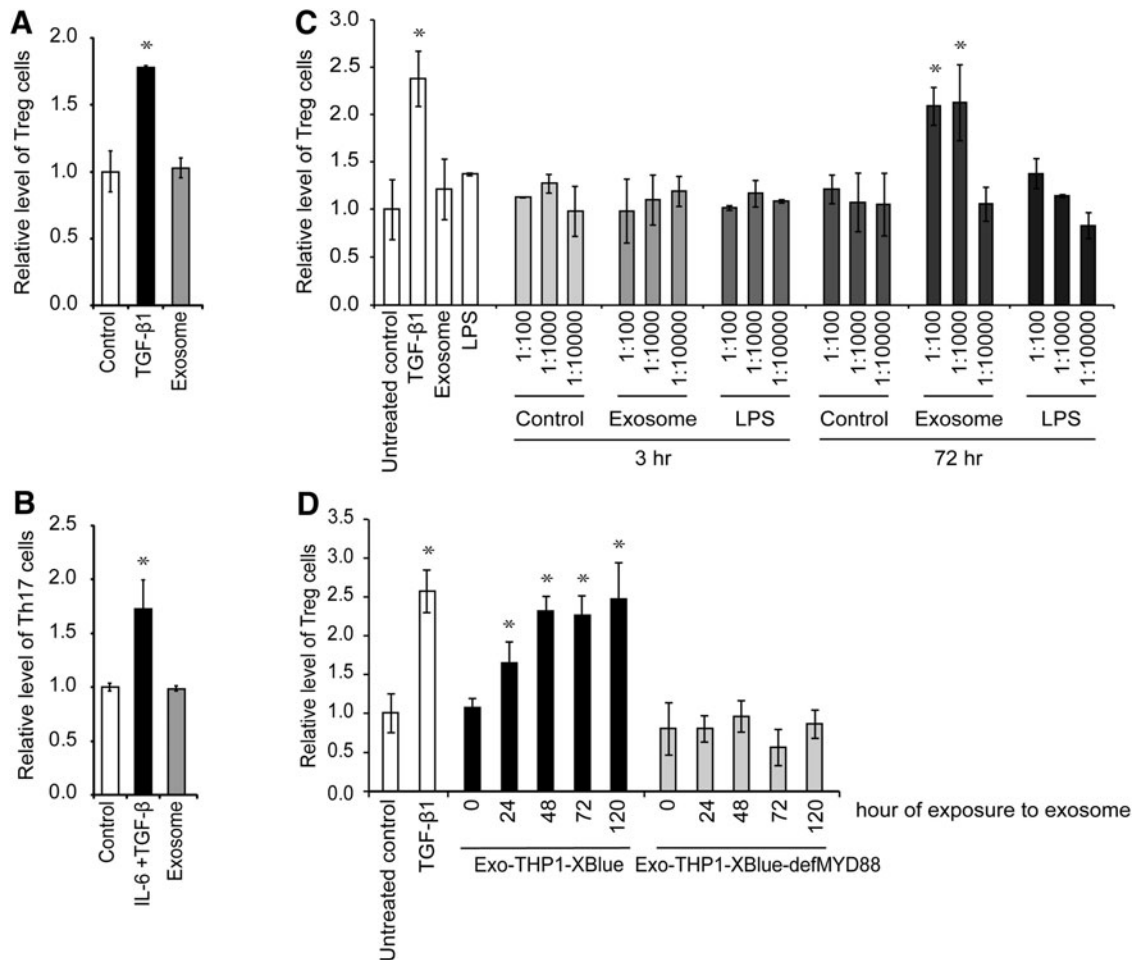 A
Relative level of Treg cells
2.0
1.5
1.0
0.5
0.0
*
Control
TGF-β1
Exosome
C
Relative level of Treg cells
3.0
2.5
2.0
1.5
1.0
0.5
0.0
*
*
*
Untreated control
TGF-β1
Exosome
LPS
1:100
1:1000
1:10000
1:100
1:1000
1:10000
1:100
1:1000
1:10000
1:100
1:1000
1:10000
1:100
1:1000
1:10000
1:100
1:1000
1:10000
Control Exosome LPS Control Exosome LPS
3 hr 72 hr
B
Relative level of Th17 cells
2.5
2.0
1.5
1.0
0.5
0.0
*
Control
IL-6 +TGF-β
Exosome
D
Relative level of Treg cells
3.5
3.0
2.5
2.0
1.5
1.0
0.5
0.0
*
*
*
*
*
Untreated control
TGF-β1
0
24
48
72
120
0
24
48
72
120
hour of exposure to exosome
Exo-THP1-XBlue Exo-THP1-XBlue-defMYD88